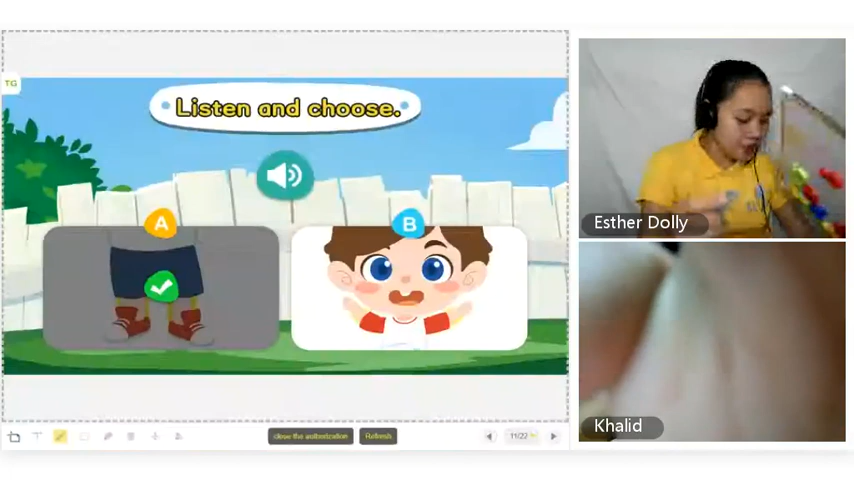 TG
Listen and choose.
A
B
Esther Dolly
Khalid
close the authorization
Refresh
11/22